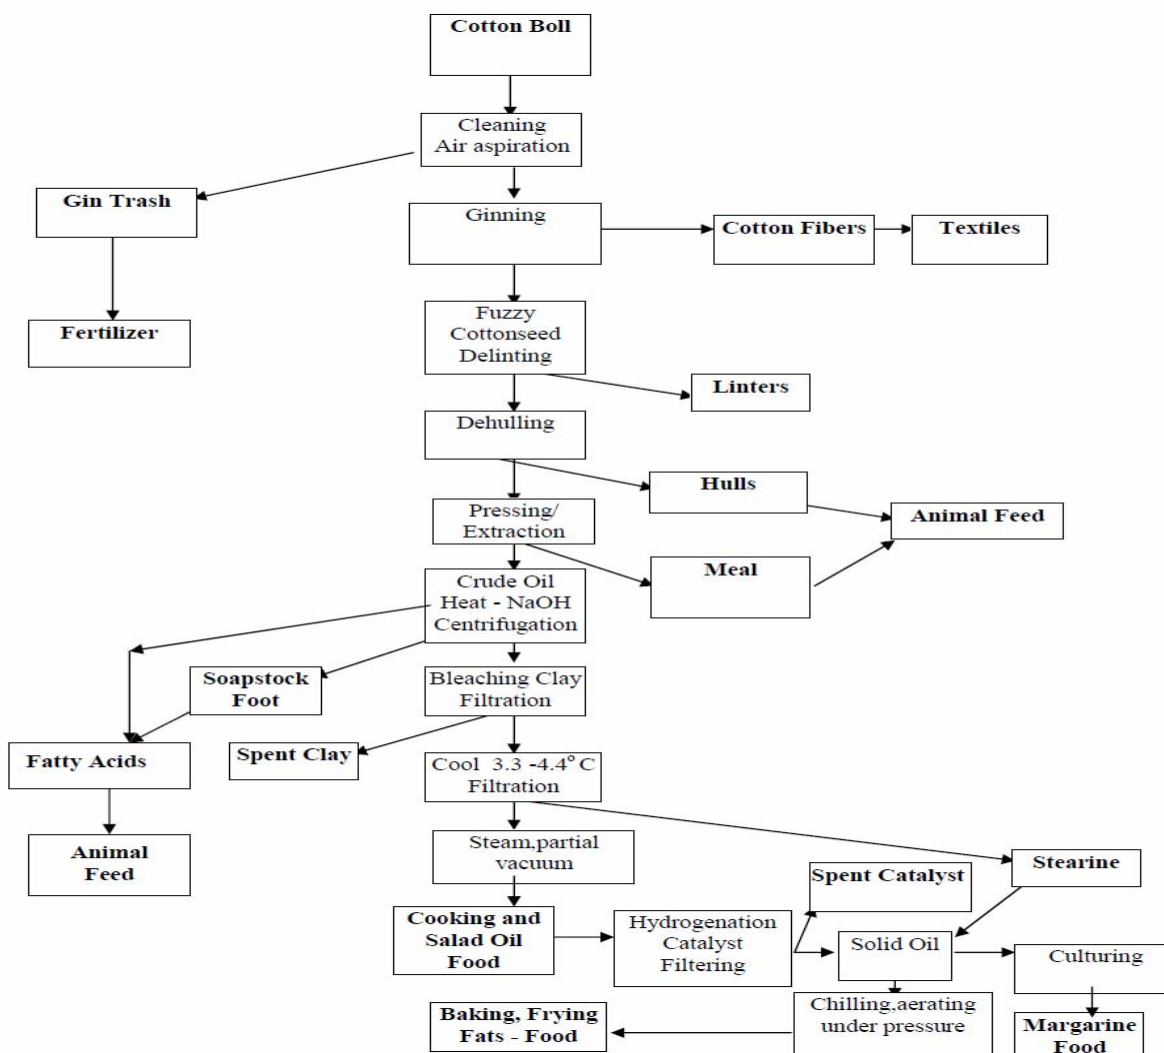 Cotton Boll
Cleaning
Air aspiration
Gin Trash
Ginning
Cotton Fibers
Textiles
Fertilizer
Fuzzy
Cottonseed
Delinting
Linters
Dehulling
Hulls
Animal Feed
Pressing/
Extraction
Meal
Crude Oil
Heat - NaOH
Centrifugation
Soapstock
Foot
Bleaching Clay
Filtration
Fatty Acids
Spent Clay
Cool 3.3 -4.4° C
Filtration
Animal
Feed
Steam,partial
vacuum
Stearine
Spent Catalyst
Cooking and
Salad Oil
Food
Hydrogenation
Catalyst
Filtering
Solid Oil
Culturing
Baking, Frying
Fats - Food
Chilling,aerating
under pressure
Margarine
Food